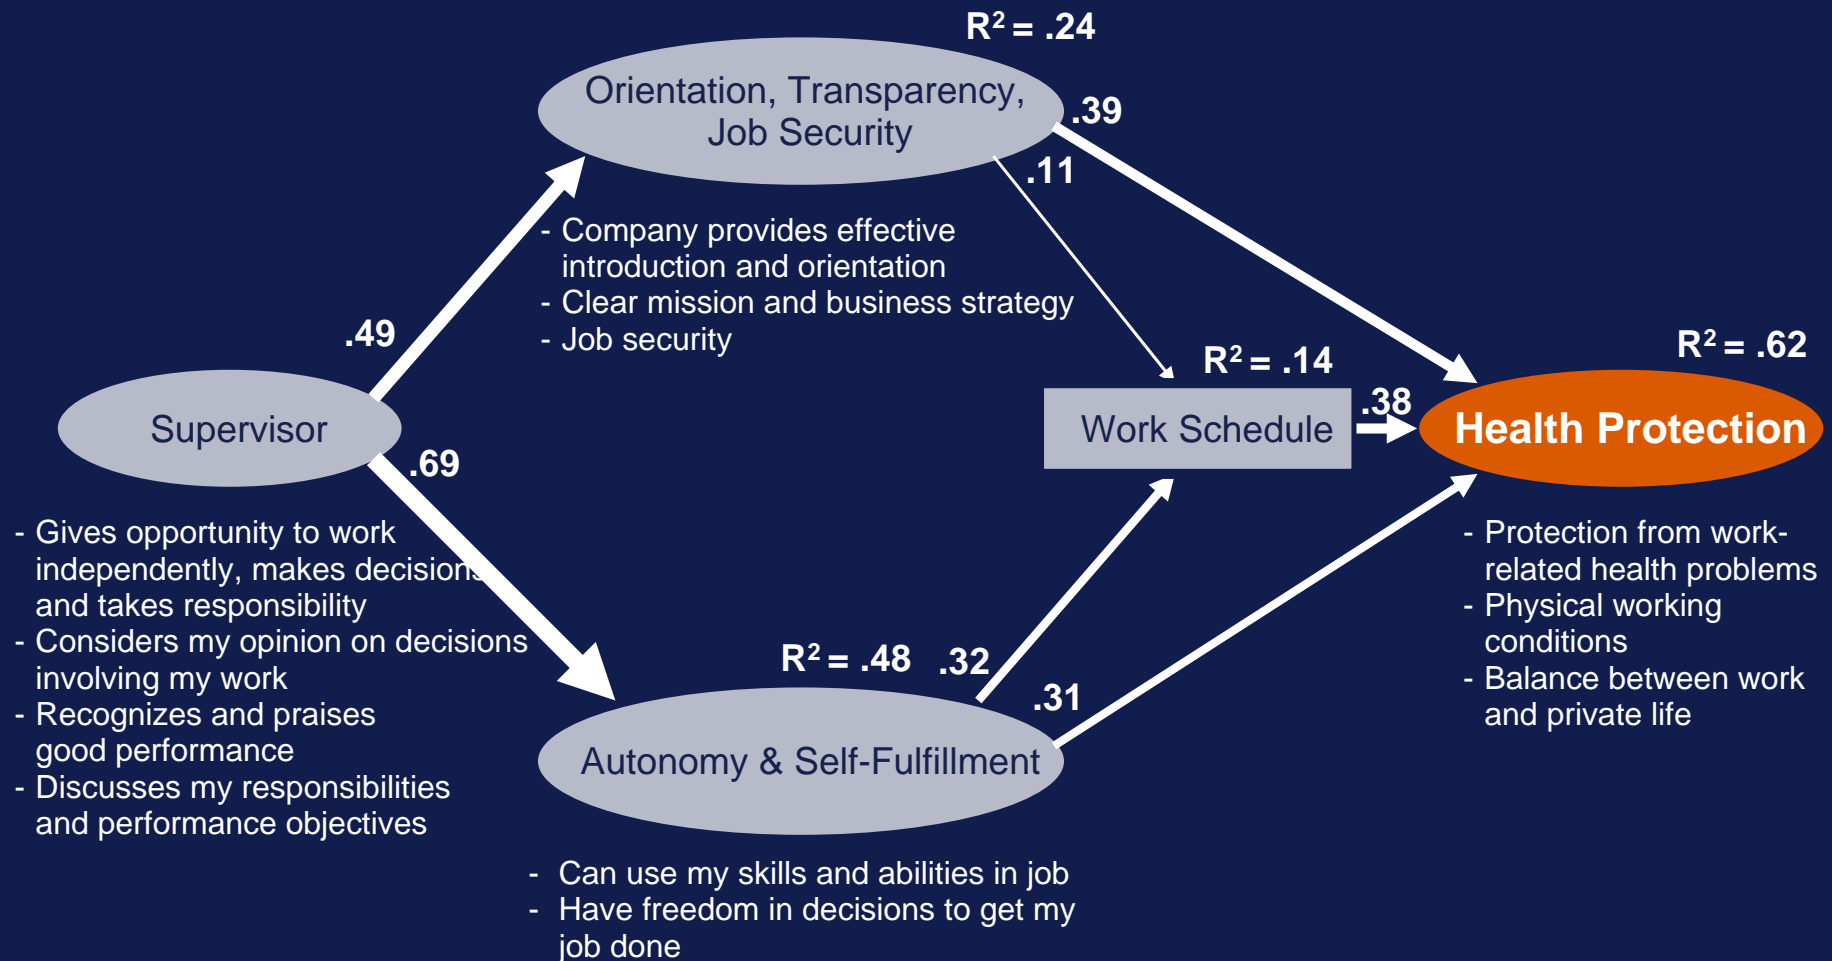 R² = .24
Orientation, Transparency,
Job Security
.39
.11
- Company provides effective
introduction and orientation
- Clear mission and business strategy
- Job security
.49
R² = .14
R² = .62
Supervisor
.69
Work Schedule
.38
Health Protection
- Gives opportunity to work
independently, makes decisions
and takes responsibility
- Considers my opinion on decisions
involving my work
- Recognizes and praises
good performance
- Discusses my responsibilities
and performance objectives
- Protection from work-
related health problems
- Physical working
conditions
- Balance between work
and private life
R² = .48
.32
.31
Autonomy & Self-Fulfillment
- Can use my skills and abilities in job
- Have freedom in decisions to get my
job done